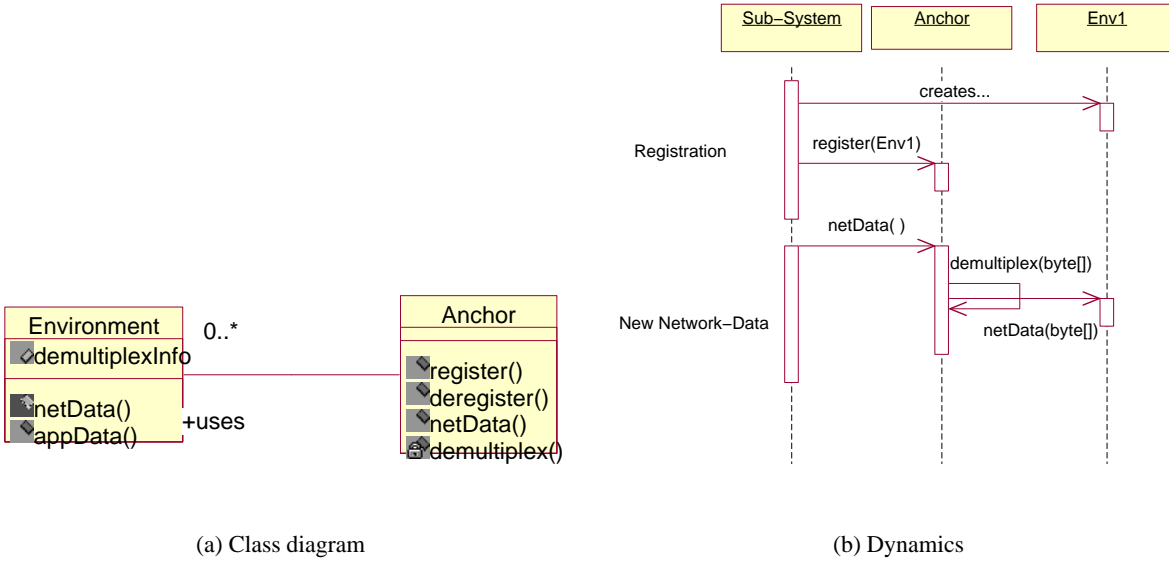 Environment
demultiplexInfo
netData()
appData()
0..*
+uses
Anchor
register()
deregister()
netData()
demultiplex()
(a) Class diagram
Sub−System
Anchor
Env1
creates...
Registration
register(Env1)
netData( )
demultiplex(byte[])
New Network−Data
netData(byte[])
(b) Dynamics